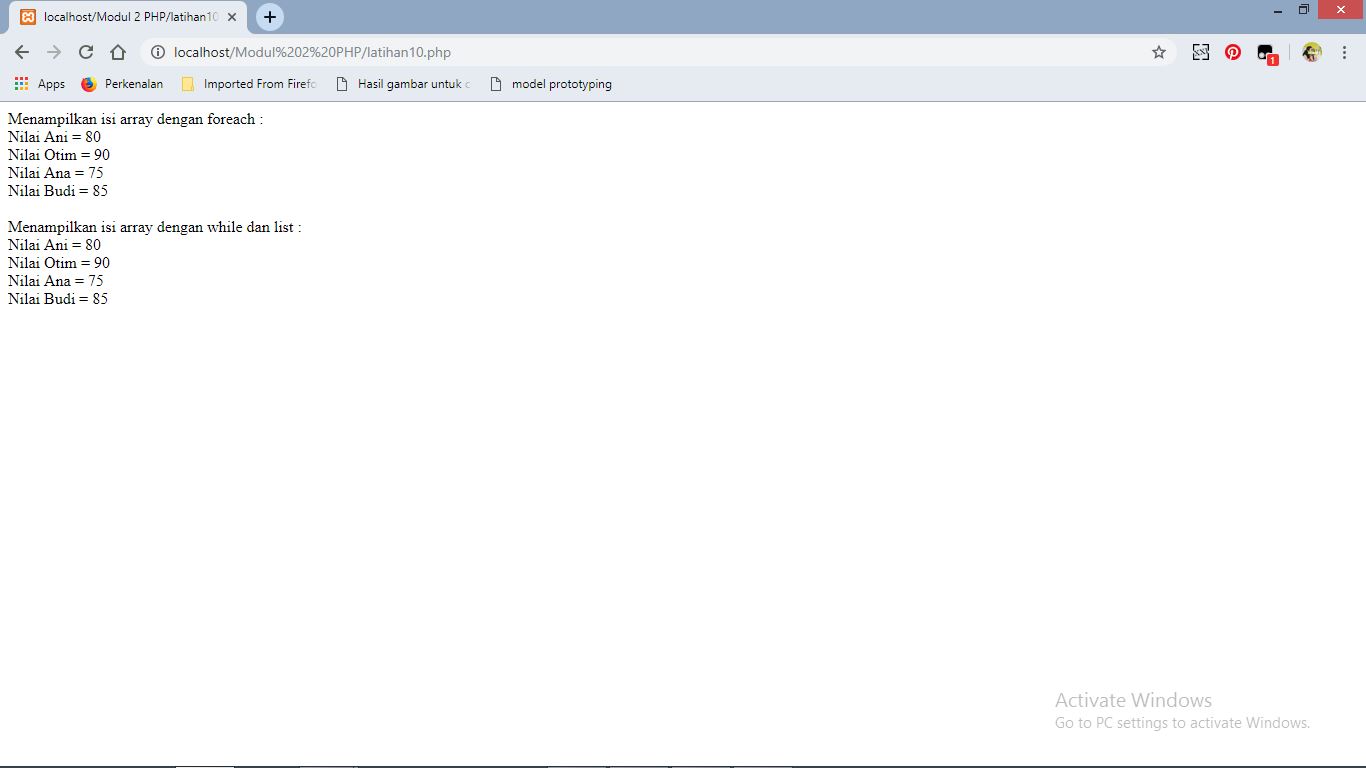 localhost/Modul 2 PHP/latihan10
localhost/Modul%202%20PHP/latihan10.php
1
Apps
Perkenalan
Imported From Firefo
Hasil gambar untuk c
model prototyping
Menampilkan isi array dengan foreach :
Nilai Ani = 80
Nilai Otim = 90
Nilai Ana = 75
Nilai Budi = 85
Menampilkan isi array dengan while dan list :
Nilai Ani = 80
Nilai Otim = 90
Nilai Ana = 75
Nilai Budi = 85
Activate Windows
Go to PC settings to activate Windows.